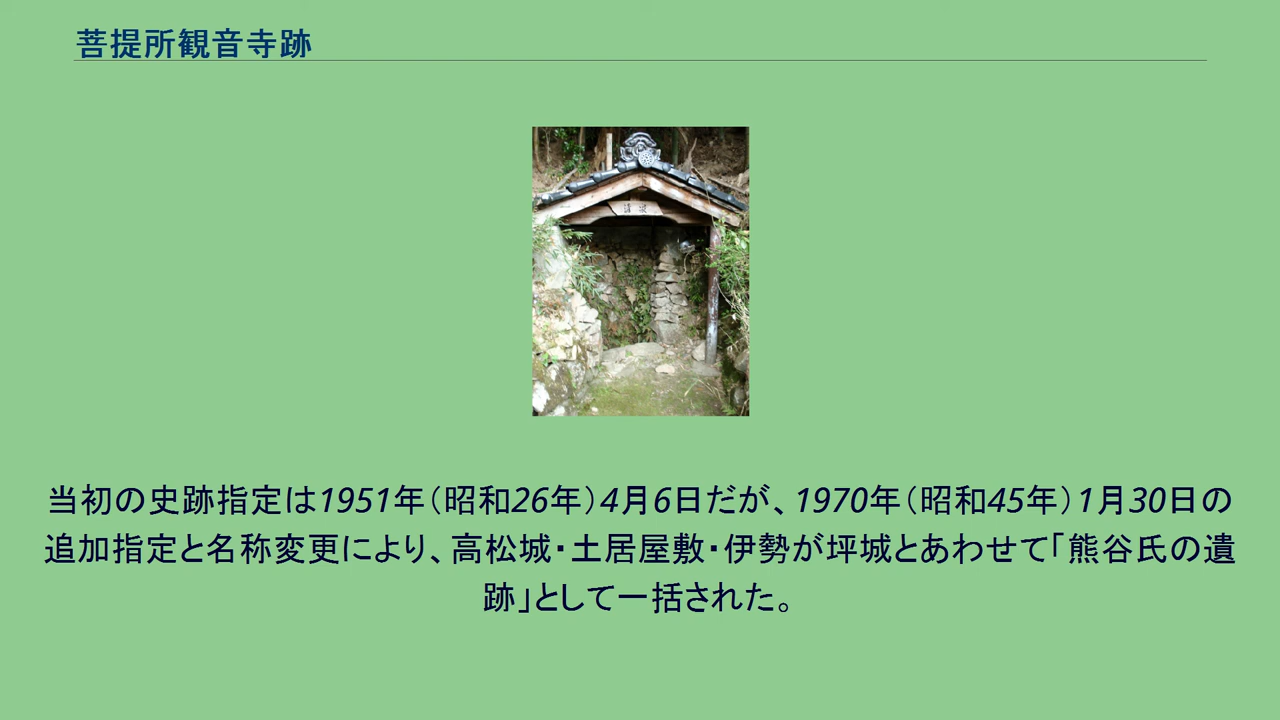 菩提所観音寺跡
当初の史跡指定は1951年（昭和26年）4月6日だが、1970年（昭和45年）1月30日の
追加指定と名称変更により、高松城・土居屋敷・伊勢が坪城とあわせて「熊谷氏の遺
跡」として一括された。